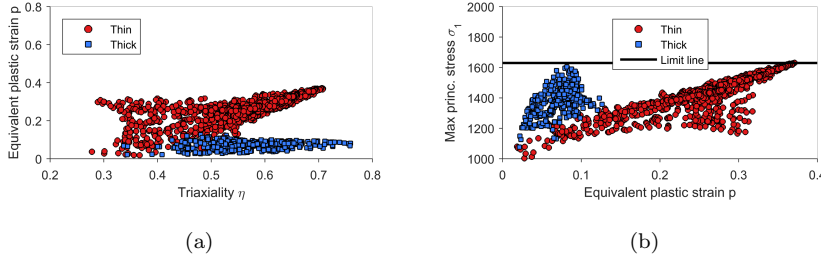 0.8
0.6
0.4
0.2
0
Equivalent plastic strain p
Thin
Thick
0.2 0.3 0.4 0.5 0.6 0.7 0.8
Triaxiality η
(a)
2000
1800
1600
1400
1200
1000
Max princ. stress σ1
Thin
Thick
Limit line
0 0.1 0.2 0.3 0.4
Equivalent plastic strain p
(b)